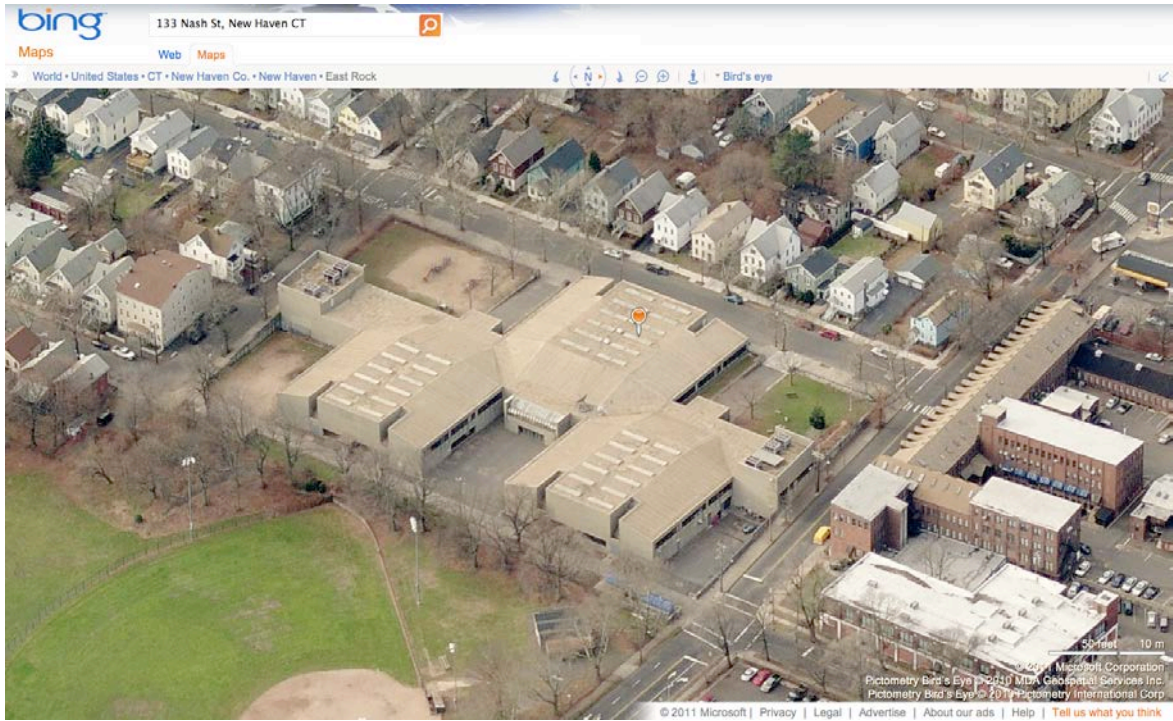 bing
133 Nash St, New Haven CT
Maps
Web Maps
» World • United States • CT • New Haven Co. • New Haven • East Rock
N
Bird's eye
50 feet 10 m
© 2011 Microsoft Corporation
Pictometry Bird's Eye © 2010 MDA Geospatial Services Inc.
Pictometry Bird's Eye © 2010 Pictometry International Corp
© 2011 Microsoft | Privacy | Legal | Advertise | About our ads | Help | Tell us what you think